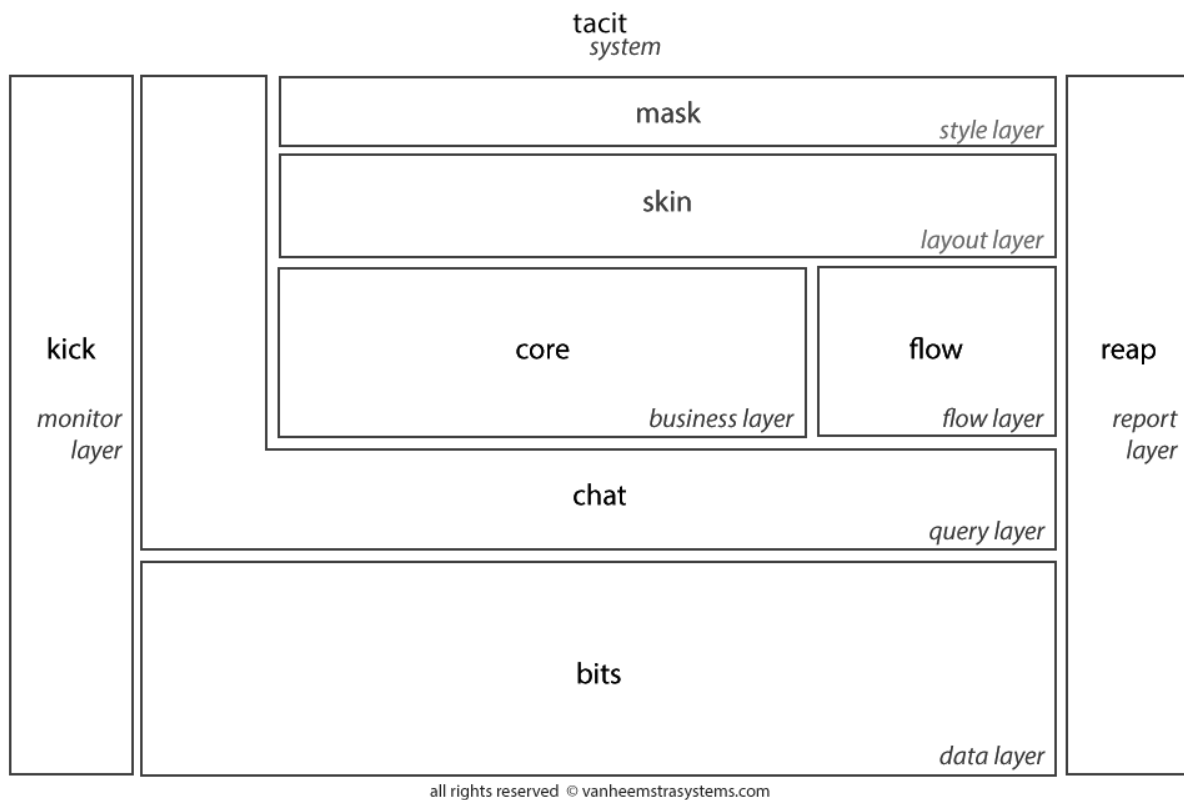 tacit
system
mask
style layer
skin
layout layer
kick
monitor
layer
core
business layer
flow
flow layer
reap
report
layer
chat
query layer
bits
data layer
all rights reserved © vanheemstrasystems.com